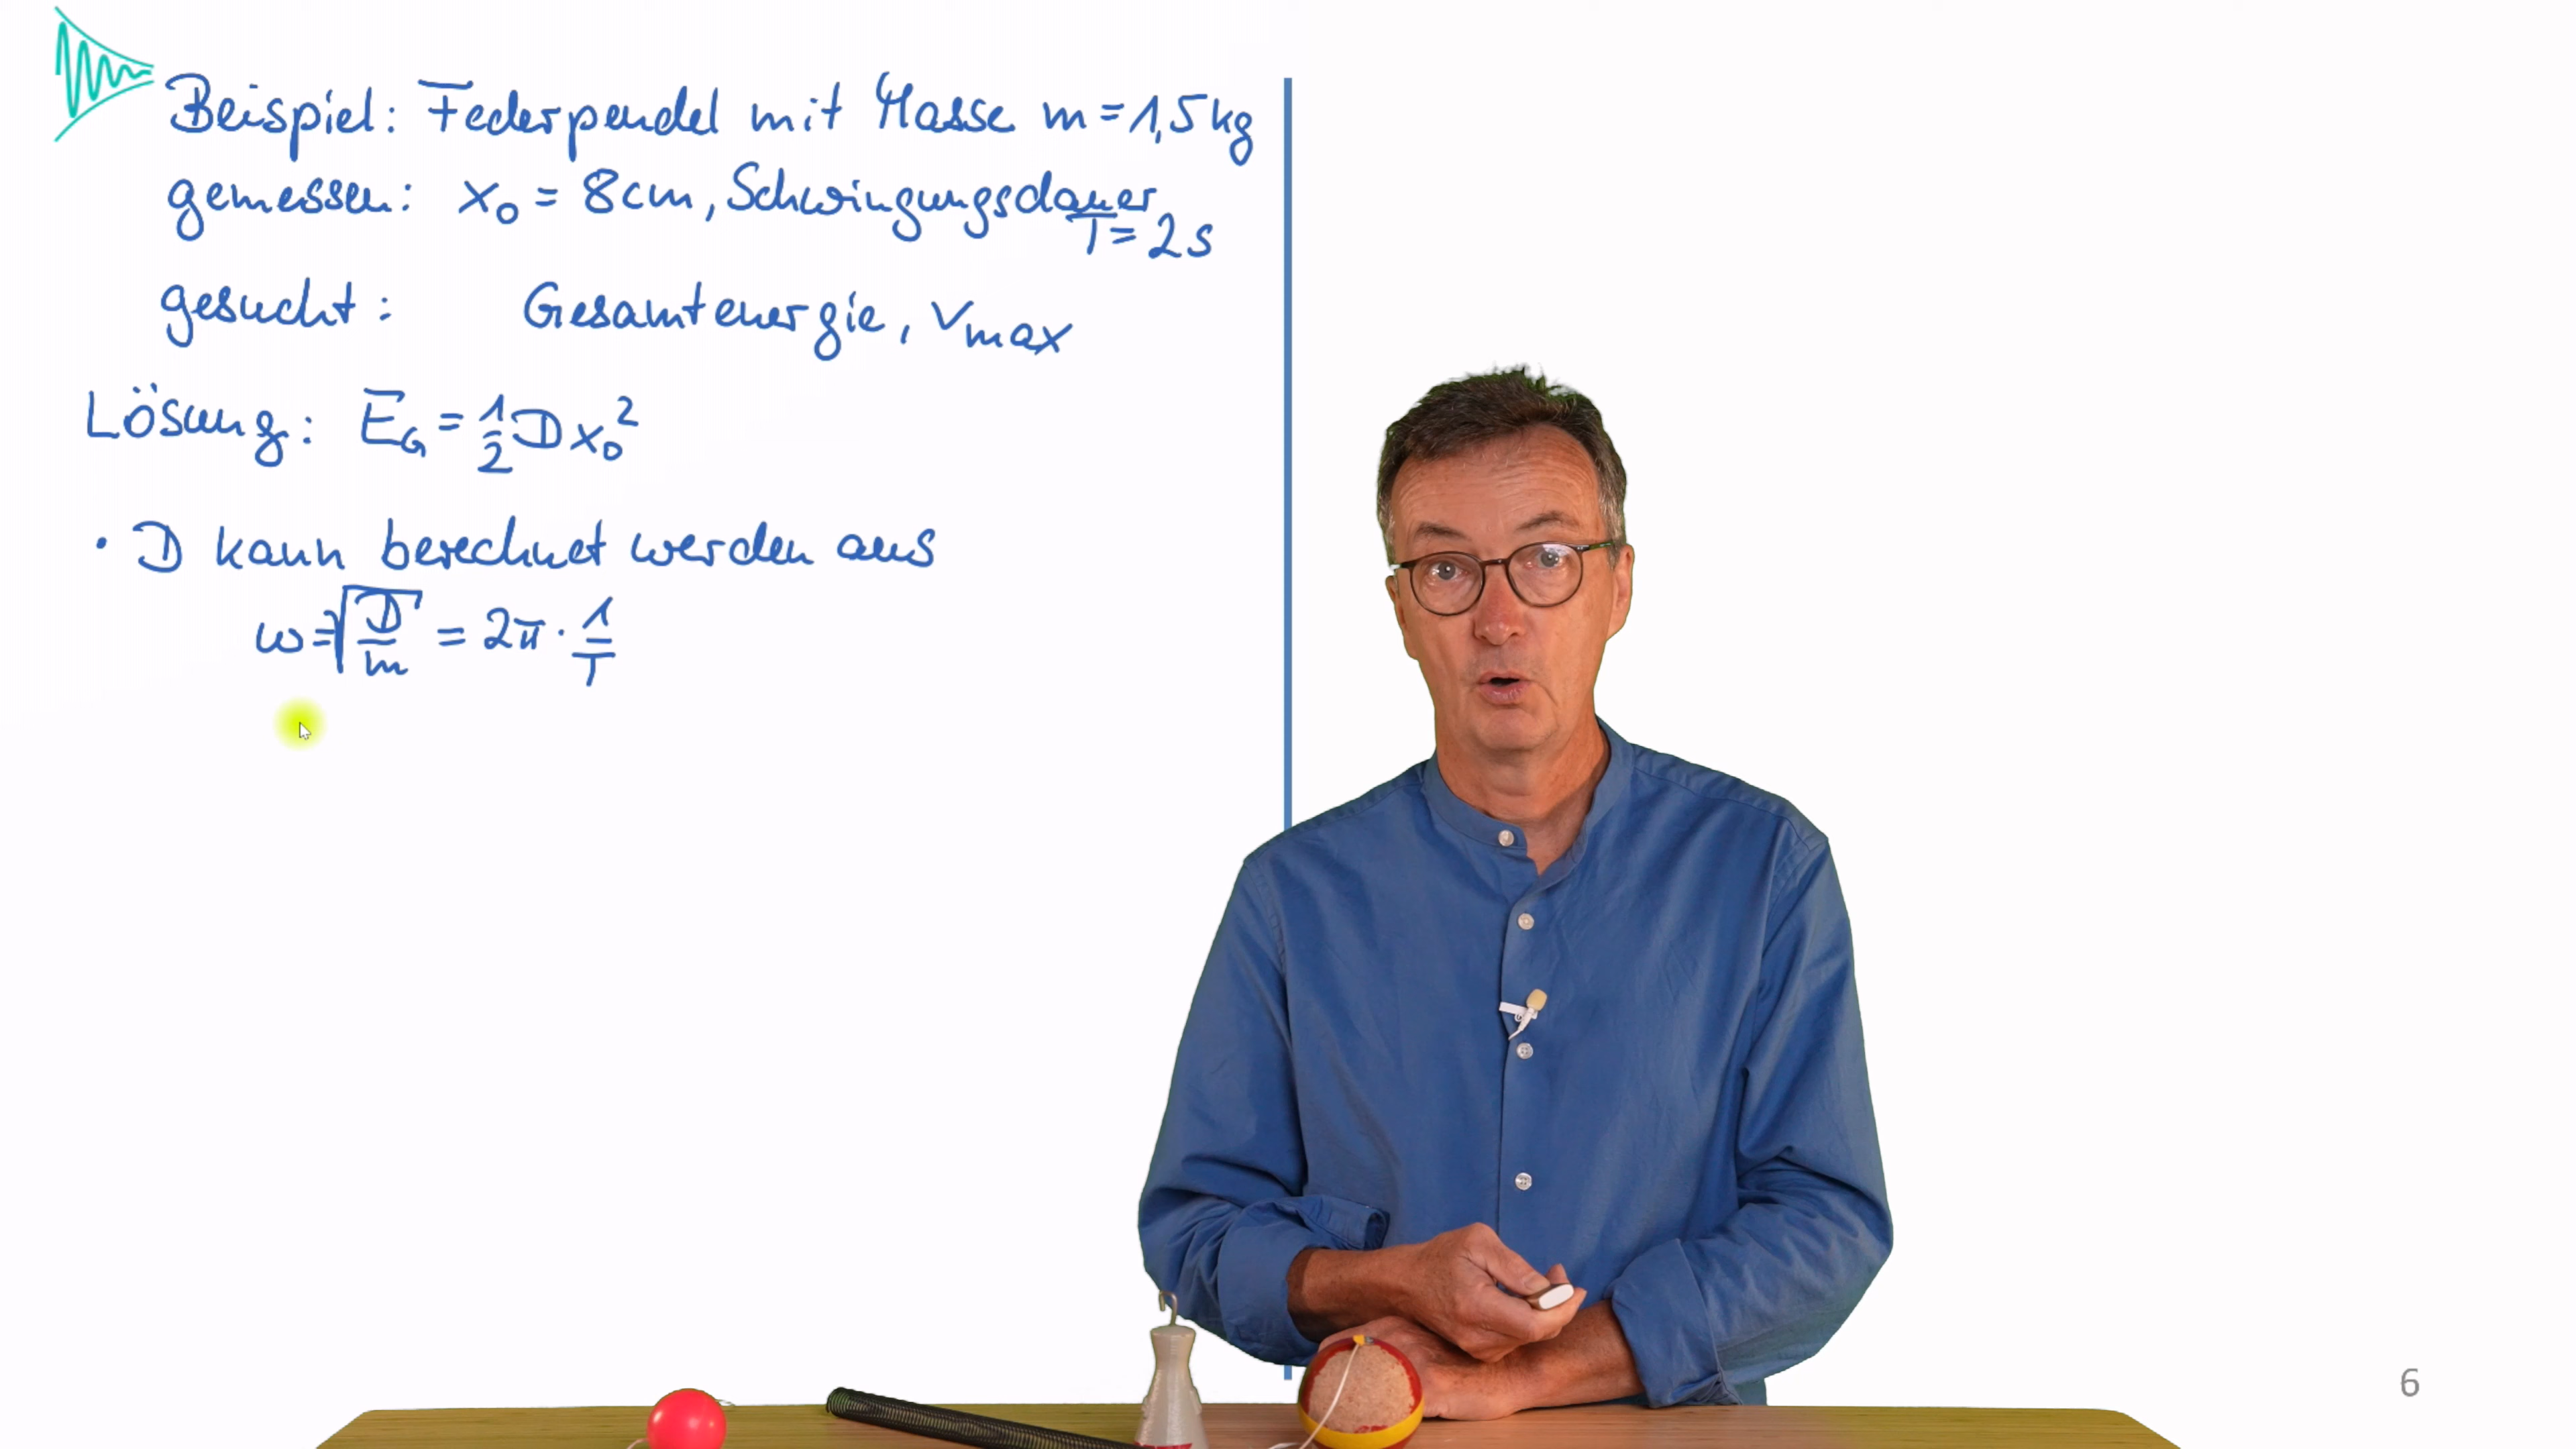 Beispiel: Federpendel mit Masse m = 1,5 kg
gemessen: x₀ = 8 cm, Schwingungsdauer
T = 2 s
gesucht: Gesamtenergie, vmax
Lösung: E_G = 1/2 D x₀²
• D kann berechnet werden aus
ω = √(D/m) = 2π · 1/T
6